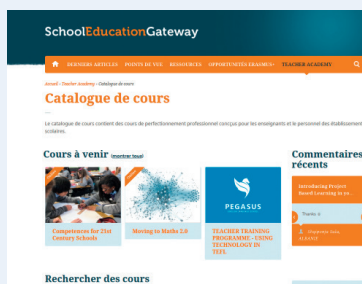 SchoolEducationGateway
DERNIERS ARTICLES POINTS DE VUE RESSOURCES OPPORTUNITÉS ERASMUS+ TEACHER ACADEMY
Accueil › Teacher Academy › Catalogue de cours
Catalogue de cours
Le catalogue de cours contient des cours de perfectionnement professionnel conçus pour les enseignants et le personnel des établissements
scolaires.
Cours à venir (montrer tous)
Competences for 21st
Century Schools
Moving to Maths 2.0
PEGASUS
TEACHER TRAINING
PROGRAMME - USING
TECHNOLOGY IN
TEFL
Commentaires
récents
Introducing Project
Based Learning in yo
Rechercher des cours